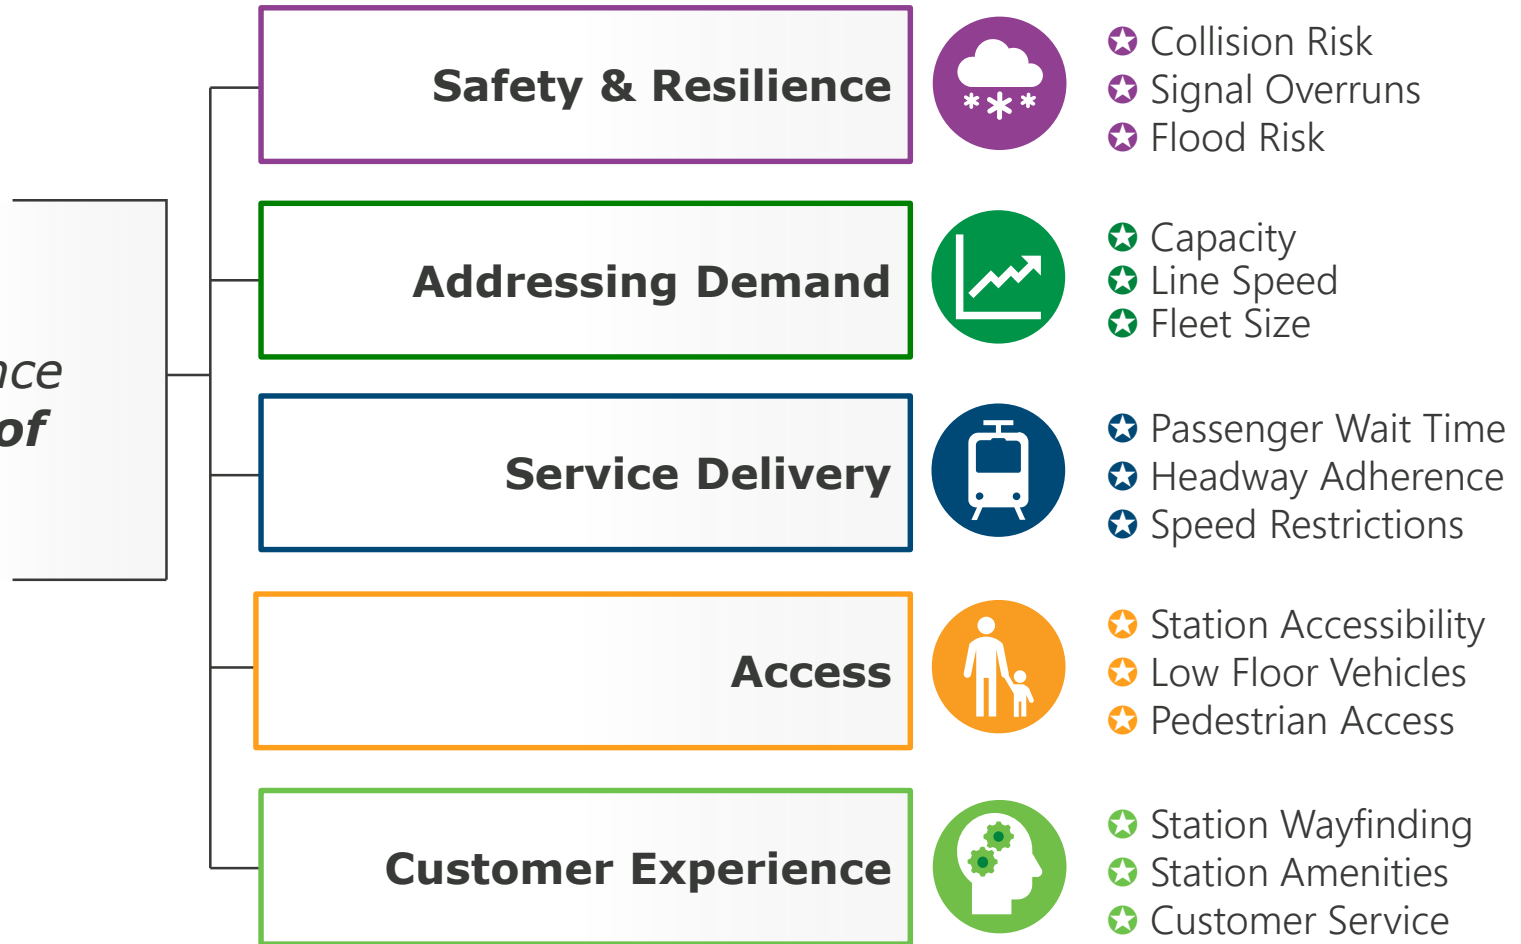 of
Safety & Resilience
Collision Risk
Signal Overruns
Flood Risk
Addressing Demand
Capacity
Line Speed
Fleet Size
Service Delivery
Passenger Wait Time
Headway Adherence
Speed Restrictions
Access
Station Accessibility
Low Floor Vehicles
Pedestrian Access
Customer Experience
Station Wayfinding
Station Amenities
Customer Service